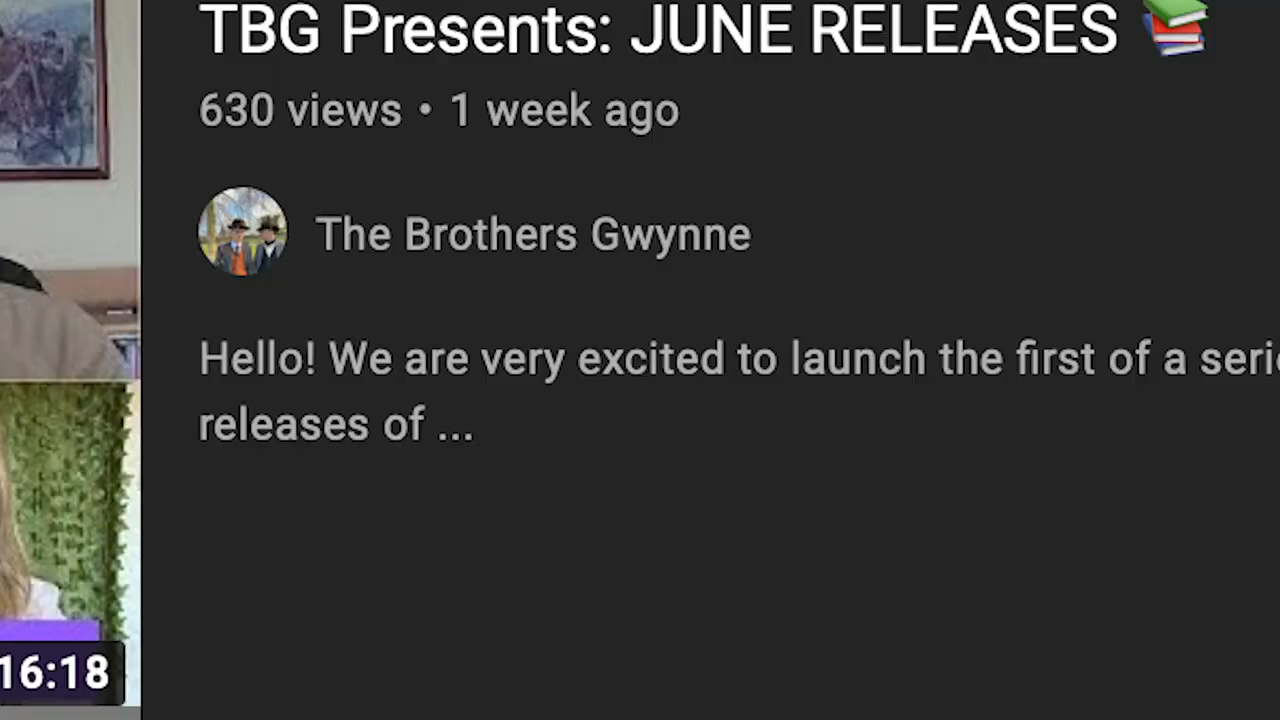 TBG Presents: JUNE RELEASES 📚
630 views • 1 week ago
The Brothers Gwynne
Hello! We are very excited to launch the first of a serie
releases of ...
16:18